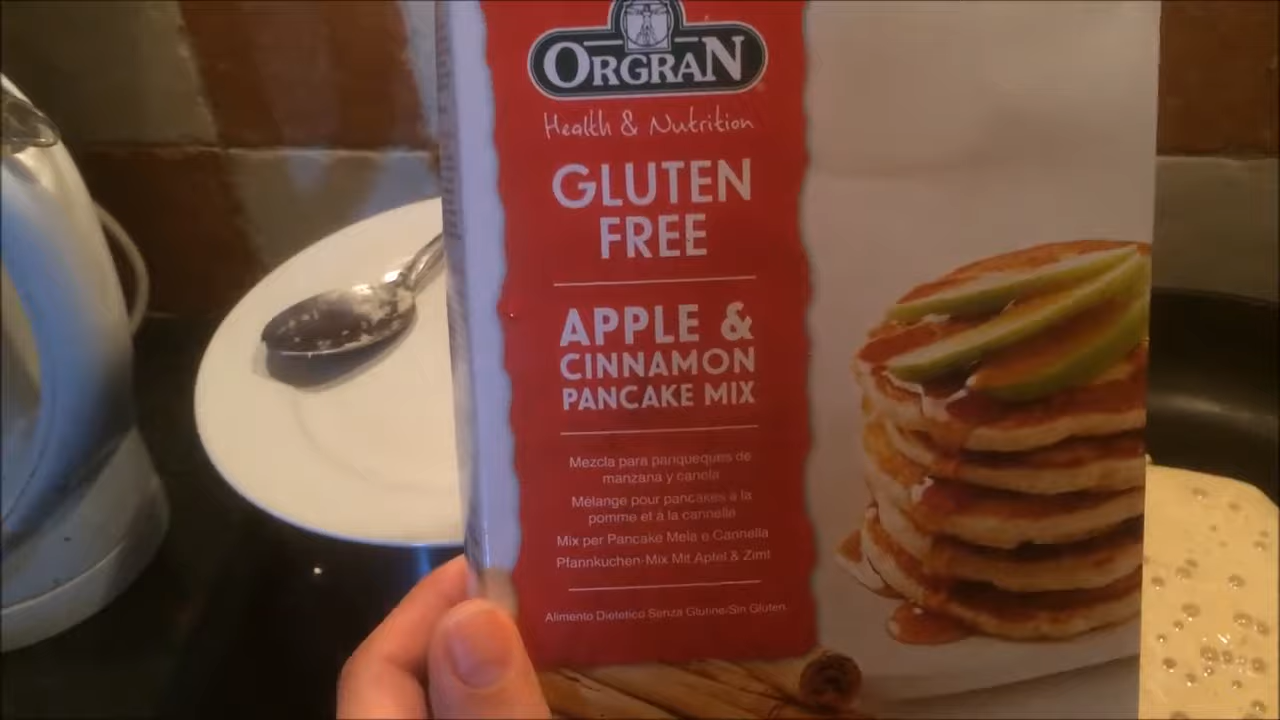 ORGRAN
Health & Nutrition
GLUTEN
FREE
APPLE &
CINNAMON
PANCAKE MIX
Mezcla para panqueques de
manzana y canela
Mélange pour pancakes à la
pomme et à la cannelle
Mix per Pancake Mela e Cannella
Pfannkuchen-Mix Mit Apfel & Zimt
Alimento Dietetico Senza Glutine/Sin Gluten.